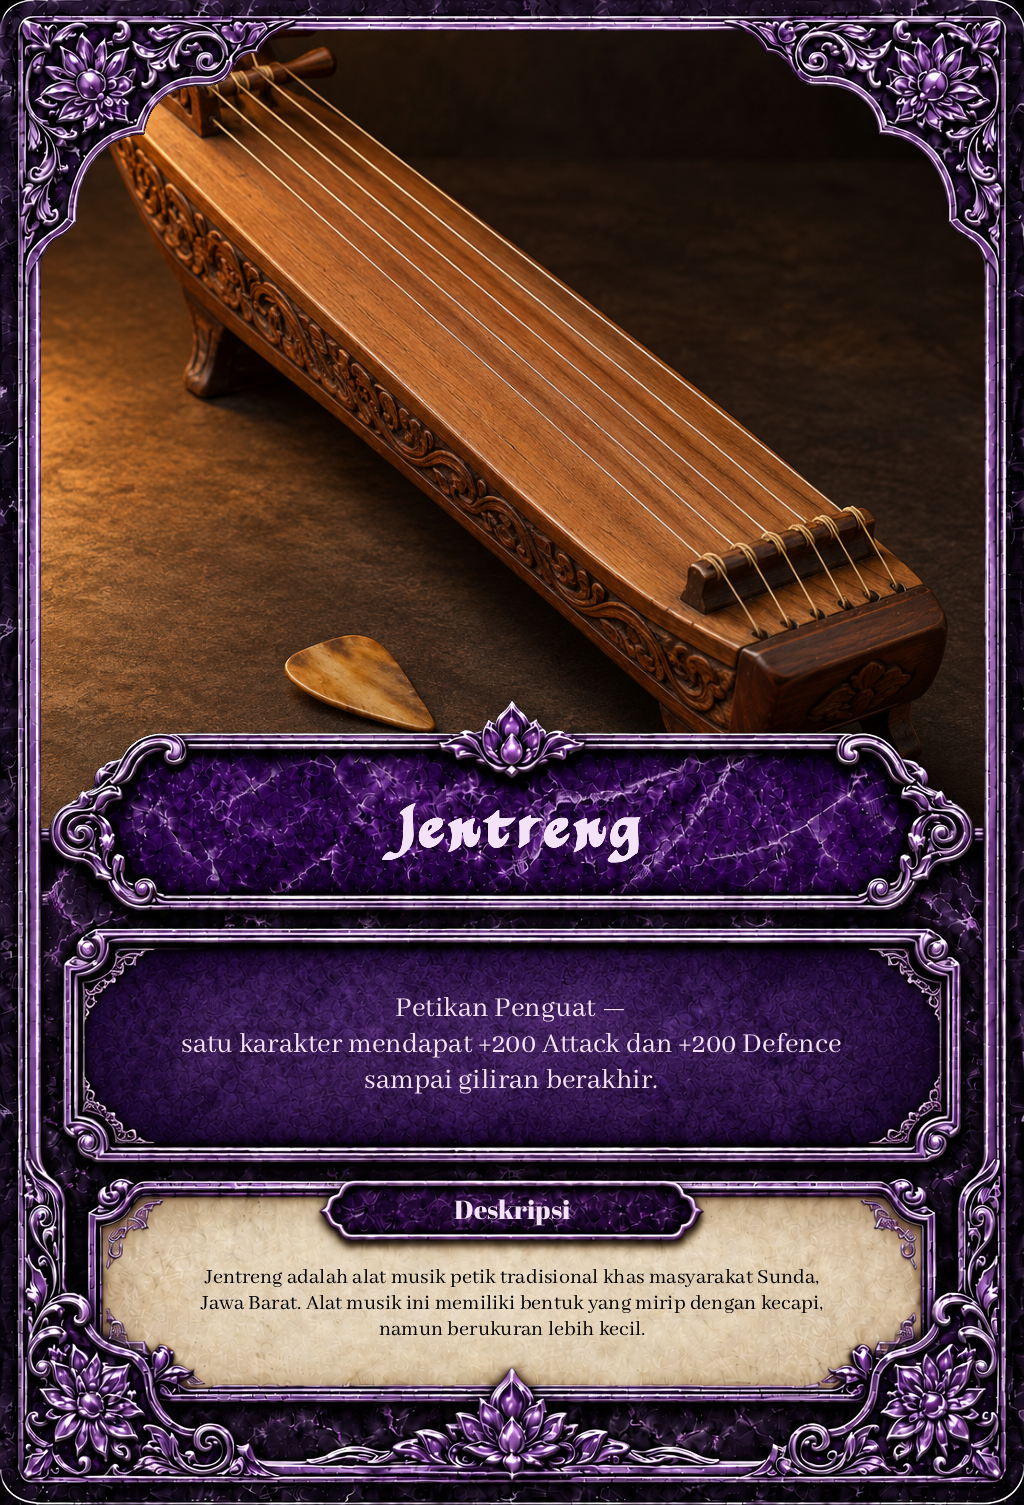 Jentreng
Petikan Penguat —
satu karakter mendapat +200 Attack dan +200 Defence
sampai giliran berakhir.
Deskripsi
Jentreng adalah alat musik petik tradisional khas masyarakat Sunda,
Jawa Barat. Alat musik ini memiliki bentuk yang mirip dengan kecapi,
namun berukuran lebih kecil.